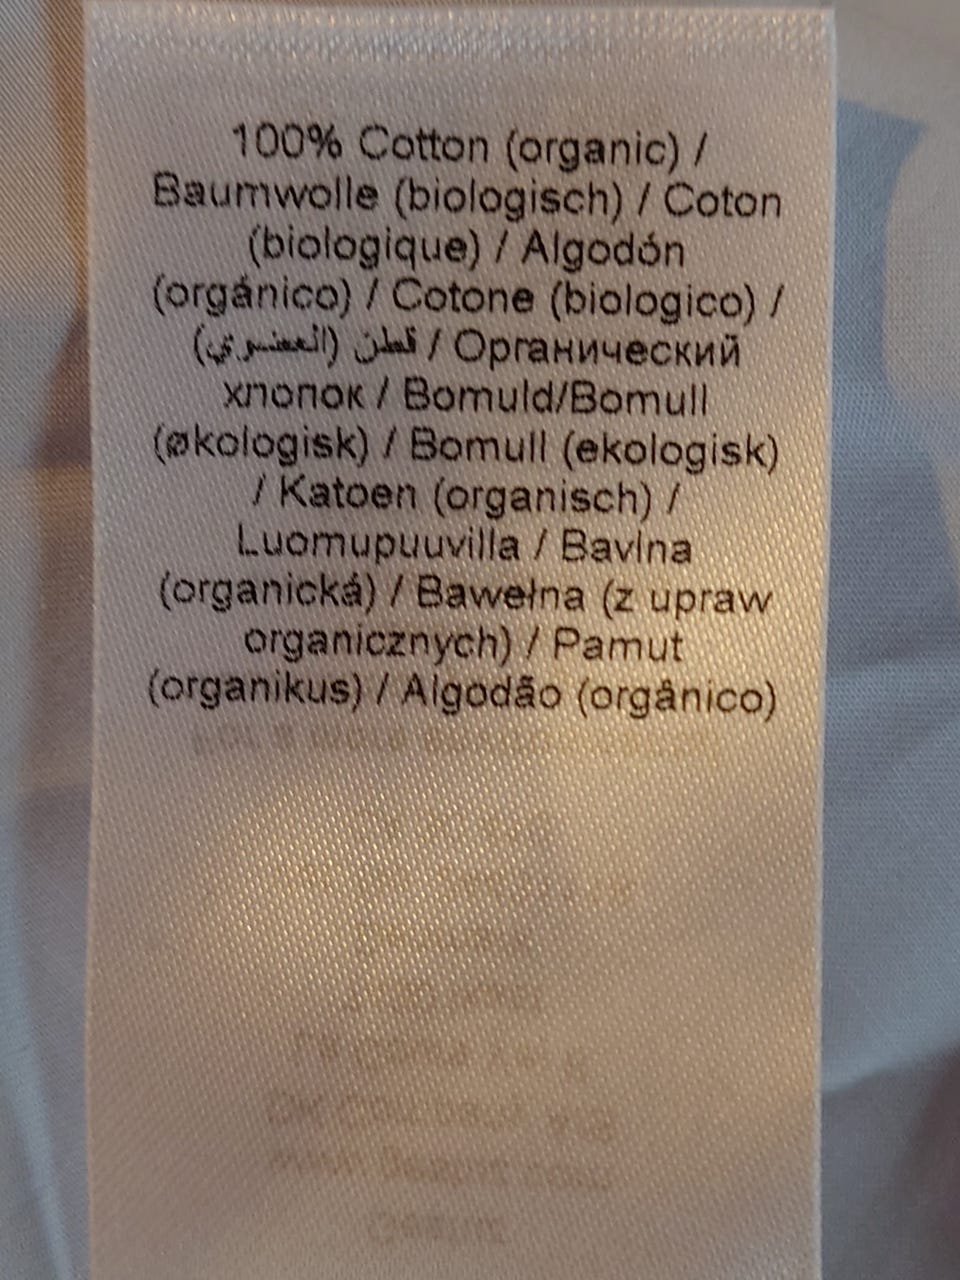 100% Cotton (organic) /
Baumwolle (biologisch) / Coton
(biologique) / Algodón
(orgánico) / Cotone (biologico) /
قطن (العضوي) / Органический
хлопок / Bomuld/Bomull
(økologisk) / Bomull (ekologisk)
/ Katoen (organisch) /
Luomupuuvilla / Bavlna
(organická) / Bawełna (z upraw
organicznych) / Pamut
(organikus) / Algodão (orgânico)